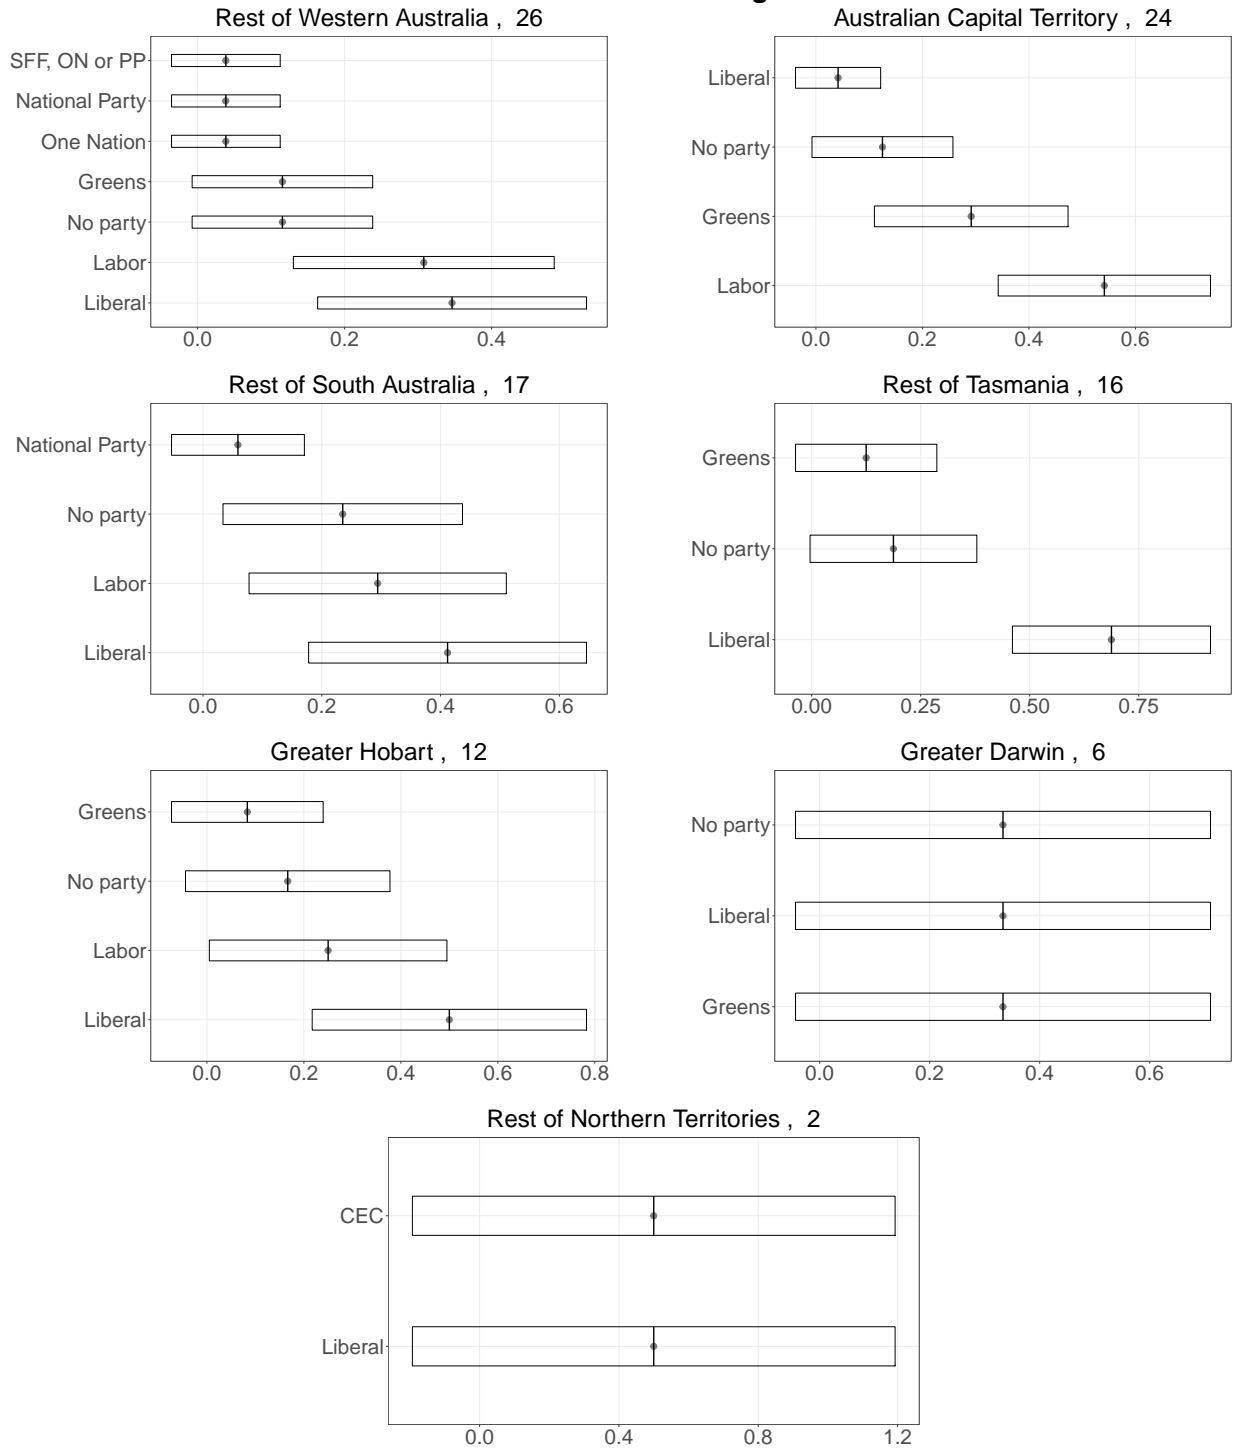 Rest of Western Australia , 26
SFF, ON or PP
National Party
One Nation
Greens
No party
Labor
Liberal
0.0 0.2 0.4
Australian Capital Territory , 24
Liberal
No party
Greens
Labor
0.0 0.2 0.4 0.6
Rest of South Australia , 17
National Party
No party
Labor
Liberal
0.0 0.2 0.4 0.6
Rest of Tasmania , 16
Greens
No party
Liberal
0.00 0.25 0.50 0.75
Greater Hobart , 12
Greens
No party
Labor
Liberal
0.0 0.2 0.4 0.6 0.8
Greater Darwin , 6
No party
Liberal
Greens
0.0 0.2 0.4 0.6
Rest of Northern Territories , 2
CEC
Liberal
0.0 0.4 0.8 1.2